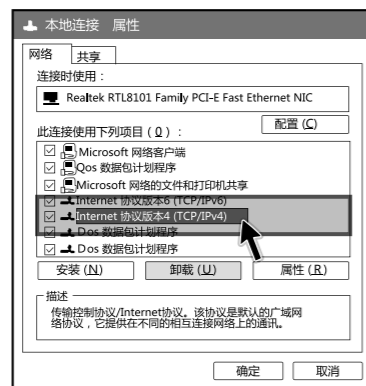 本地连接 属性
网络 共享
连接时使用：
Realtek RTL8101 Family PCI-E Fast Ethernet NIC
配置 (C)
此连接使用下列项目 ( O ) ：
Microsoft 网络客户端
Qos 数据包计划程序
Microsoft 网络的文件和打印机共享
Internet 协议版本6 (TCP/IPv6)
Internet 协议版本4 (TCP/IPv4)
Dos 数据包计划程序
Dos 数据包计划程序
安装 (N) 卸载 (U) 属性 (R)
描述
传输控制协议/Internet协议。该协议是默认的广域网
络协议，它提供在不同的相互连接网络上的通讯。
确定 取消